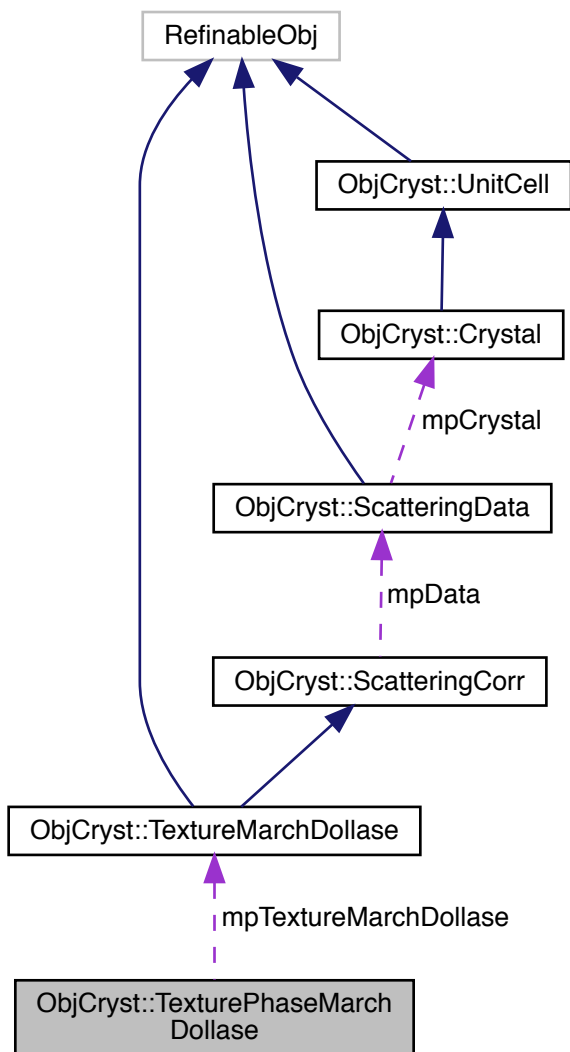 RefinableObj
ObjCryst::UnitCell
ObjCryst::Crystal
mpCrystal
ObjCryst::ScatteringData
mpData
ObjCryst::ScatteringCorr
ObjCryst::TextureMarchDollase
mpTextureMarchDollase
ObjCryst::TexturePhaseMarch
Dollase